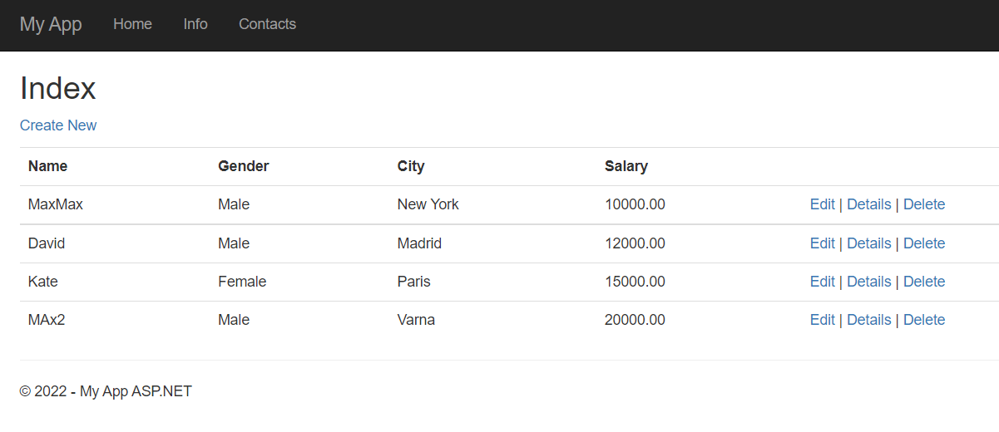 My App Home Info Contacts
Index
Create New
Name Gender City Salary
MaxMax Male New York 10000.00 Edit | Details | Delete
David Male Madrid 12000.00 Edit | Details | Delete
Kate Female Paris 15000.00 Edit | Details | Delete
MAx2 Male Varna 20000.00 Edit | Details | Delete
© 2022 - My App ASP.NET